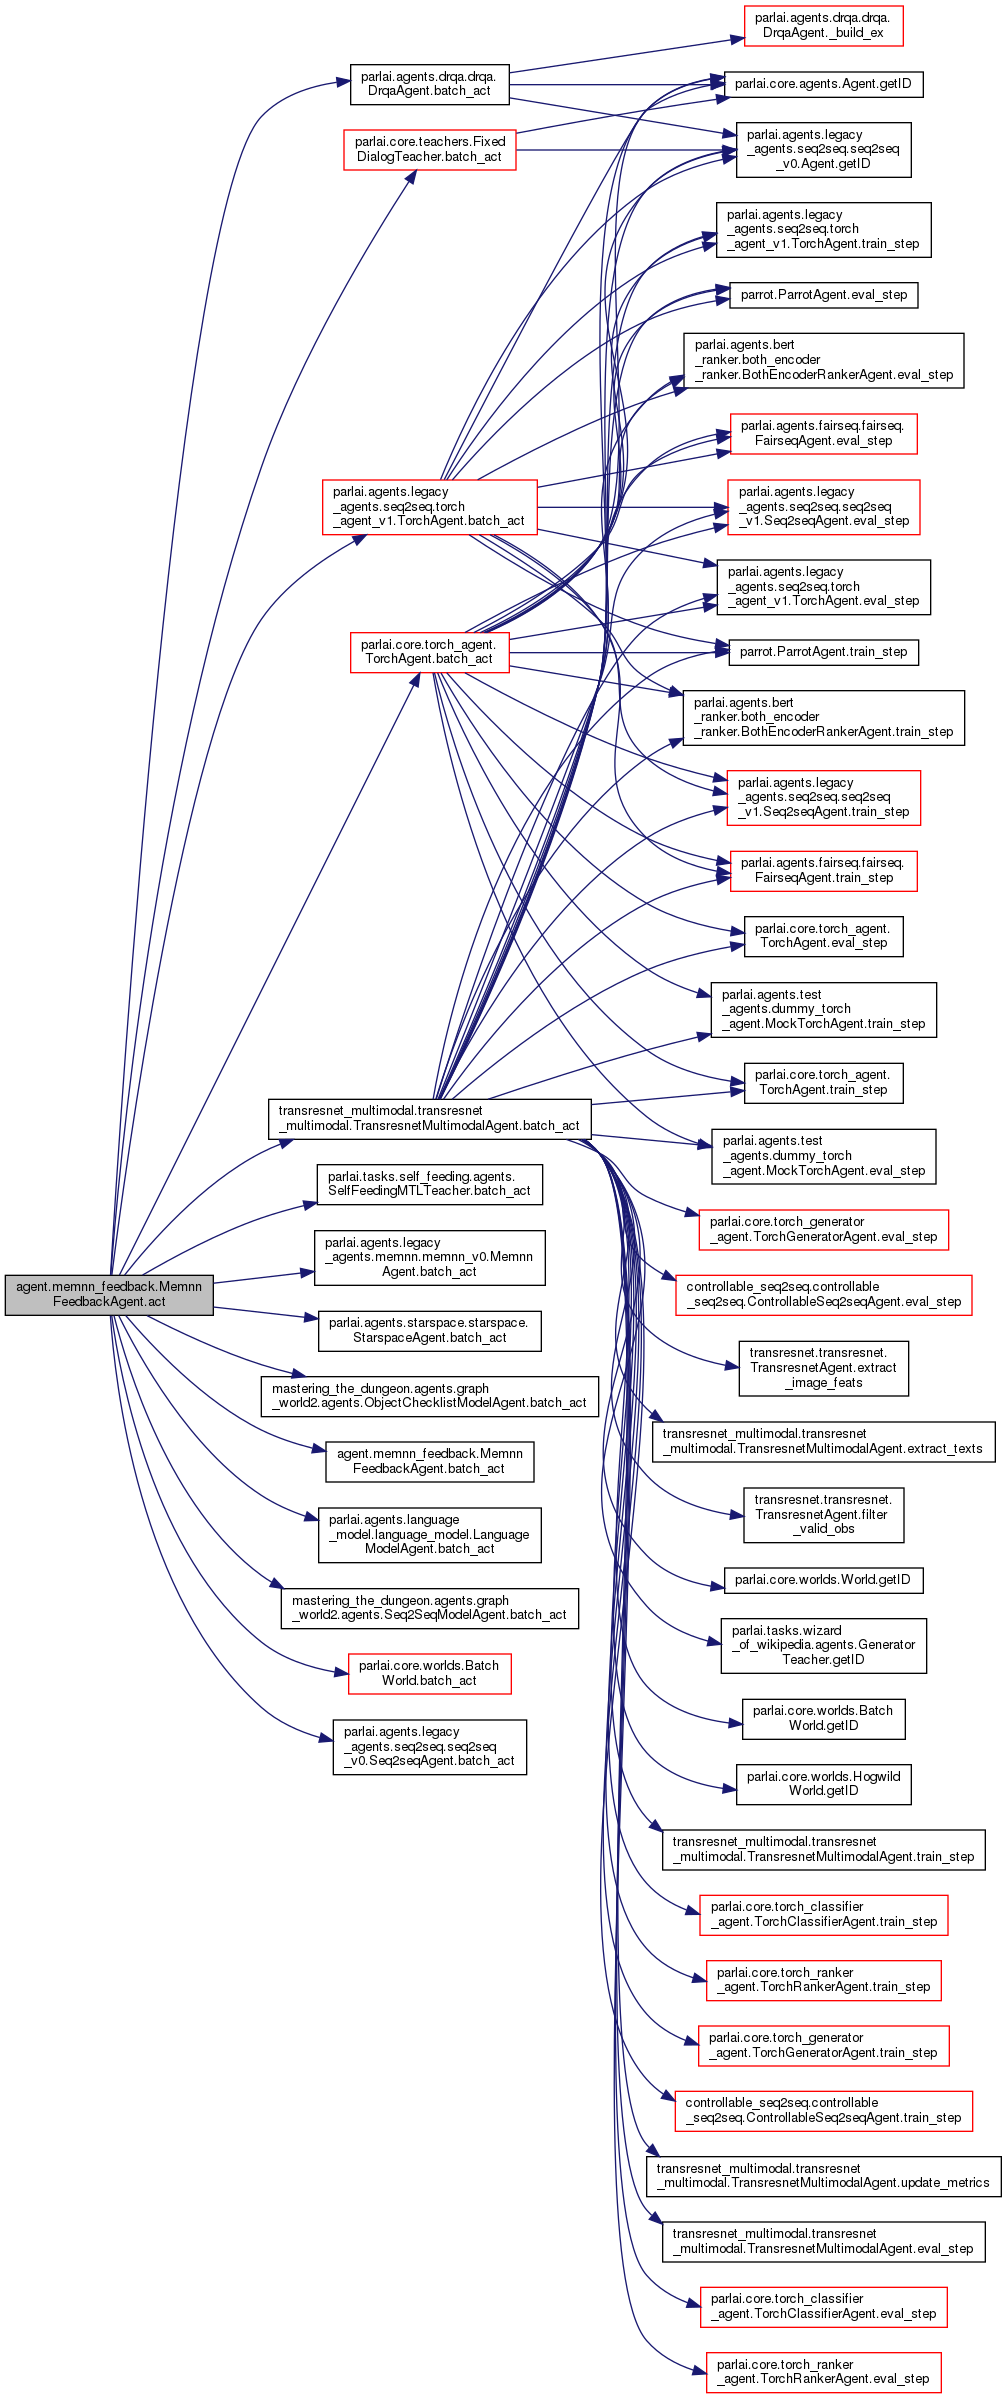 parlai.agents.drqa.drqa.
DrqaAgent._build_ex
parlai.agents.drqa.drqa.
DrqaAgent.batch_act
parlai.core.agents.Agent.getID
parlai.core.teachers.Fixed
DialogTeacher.batch_act
parlai.agents.legacy
_agents.seq2seq.seq2seq
_v0.Agent.getID
parlai.agents.legacy
_agents.seq2seq.torch
_agent_v1.TorchAgent.train_step
parrot.ParrotAgent.eval_step
parlai.agents.bert
_ranker.both_encoder
_ranker.BothEncoderRankerAgent.eval_step
parlai.agents.fairseq.fairseq.
FairseqAgent.eval_step
parlai.agents.legacy
_agents.seq2seq.torch
_agent_v1.TorchAgent.batch_act
parlai.agents.legacy
_agents.seq2seq.seq2seq
_v1.Seq2seqAgent.eval_step
parlai.agents.legacy
_agents.seq2seq.torch
_agent_v1.TorchAgent.eval_step
parlai.core.torch_agent.
TorchAgent.batch_act
parrot.ParrotAgent.train_step
parlai.agents.bert
_ranker.both_encoder
_ranker.BothEncoderRankerAgent.train_step
parlai.agents.legacy
_agents.seq2seq.seq2seq
_v1.Seq2seqAgent.train_step
parlai.agents.fairseq.fairseq.
FairseqAgent.train_step
parlai.core.torch_agent.
TorchAgent.eval_step
parlai.agents.test
_agents.dummy_torch
_agent.MockTorchAgent.train_step
parlai.core.torch_agent.
TorchAgent.train_step
transresnet_multimodal.transresnet
_multimodal.TransresnetMultimodalAgent.batch_act
parlai.agents.test
_agents.dummy_torch
_agent.MockTorchAgent.eval_step
parlai.tasks.self_feeding.agents.
SelfFeedingMTLTeacher.batch_act
parlai.core.torch_generator
_agent.TorchGeneratorAgent.eval_step
parlai.agents.legacy
_agents.memnn.memnn_v0.Memnn
Agent.batch_act
agent.memnn_feedback.Memnn
FeedbackAgent.act
controllable_seq2seq.controllable
_seq2seq.ControllableSeq2seqAgent.eval_step
parlai.agents.starspace.starspace.
StarspaceAgent.batch_act
transresnet.transresnet.
TransresnetAgent.extract
_image_feats
mastering_the_dungeon.agents.graph
_world2.agents.ObjectChecklistModelAgent.batch_act
transresnet_multimodal.transresnet
_multimodal.TransresnetMultimodalAgent.extract_texts
agent.memnn_feedback.Memnn
FeedbackAgent.batch_act
transresnet.transresnet.
TransresnetAgent.filter
_valid_obs
parlai.agents.language
_model.language_model.Language
ModelAgent.batch_act
parlai.core.worlds.World.getID
mastering_the_dungeon.agents.graph
_world2.agents.Seq2SeqModelAgent.batch_act
parlai.tasks.wizard
_of_wikipedia.agents.Generator
Teacher.getID
parlai.core.worlds.Batch
World.batch_act
parlai.core.worlds.Batch
World.getID
parlai.agents.legacy
_agents.seq2seq.seq2seq
_v0.Seq2seqAgent.batch_act
parlai.core.worlds.Hogwild
World.getID
transresnet_multimodal.transresnet
_multimodal.TransresnetMultimodalAgent.train_step
parlai.core.torch_classifier
_agent.TorchClassifierAgent.train_step
parlai.core.torch_ranker
_agent.TorchRankerAgent.train_step
parlai.core.torch_generator
_agent.TorchGeneratorAgent.train_step
controllable_seq2seq.controllable
_seq2seq.ControllableSeq2seqAgent.train_step
transresnet_multimodal.transresnet
_multimodal.TransresnetMultimodalAgent.update_metrics
transresnet_multimodal.transresnet
_multimodal.TransresnetMultimodalAgent.eval_step
parlai.core.torch_classifier
_agent.TorchClassifierAgent.eval_step
parlai.core.torch_ranker
_agent.TorchRankerAgent.eval_step